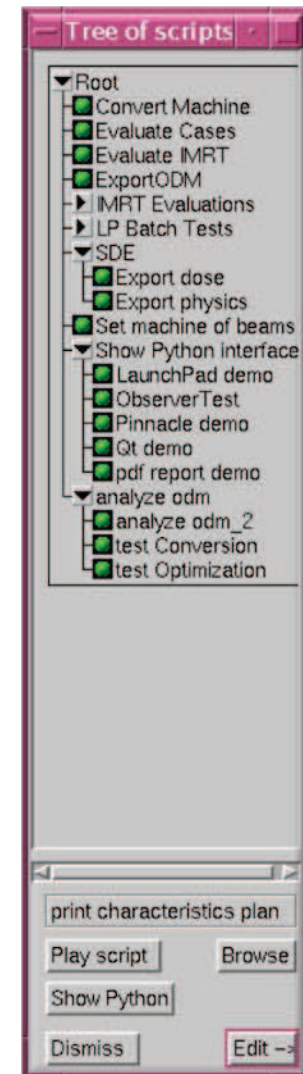 Tree of scripts
Root
Convert Machine
Evaluate Cases
Evaluate IMRT
ExportODM
IMRT Evaluations
LP Batch Tests
SDE
Export dose
Export physics
Set machine of beams
Show Python interface
LaunchPad demo
ObserverTest
Pinnacle demo
Qt demo
pdf report demo
analyze odm
analyze odm_2
test Conversion
test Optimization
print characteristics plan
Play script Browse
Show Python
Dismiss Edit ->